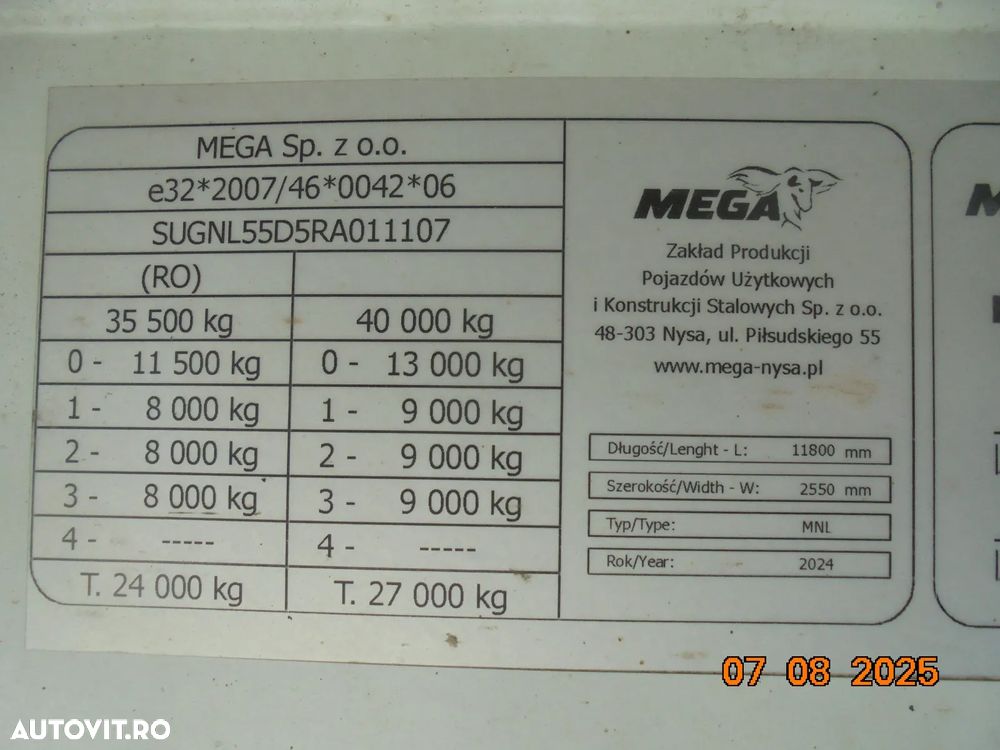 MEGA Sp. z o.o.
e32*2007/46*0042*06
SUGNL55D5RA011107
(RO)
35 500 kg 40 000 kg
0 - 11 500 kg 0 - 13 000 kg
1 - 8 000 kg 1 - 9 000 kg
2 - 8 000 kg 2 - 9 000 kg
3 - 8 000 kg 3 - 9 000 kg
4 - ----- 4 - -----
T. 24 000 kg T. 27 000 kg
MEGA
Zakład Produkcji
Pojazdów Użytkowych
i Konstrukcji Stalowych Sp. z o.o.
48-303 Nysa, ul. Piłsudskiego 55
www.mega-nysa.pl
Długość/Lenght - L: 11800 mm
Szerokość/Width - W: 2550 mm
Typ/Type: MNL
Rok/Year: 2024
M
07 08 2025
AUTOVIT.RO